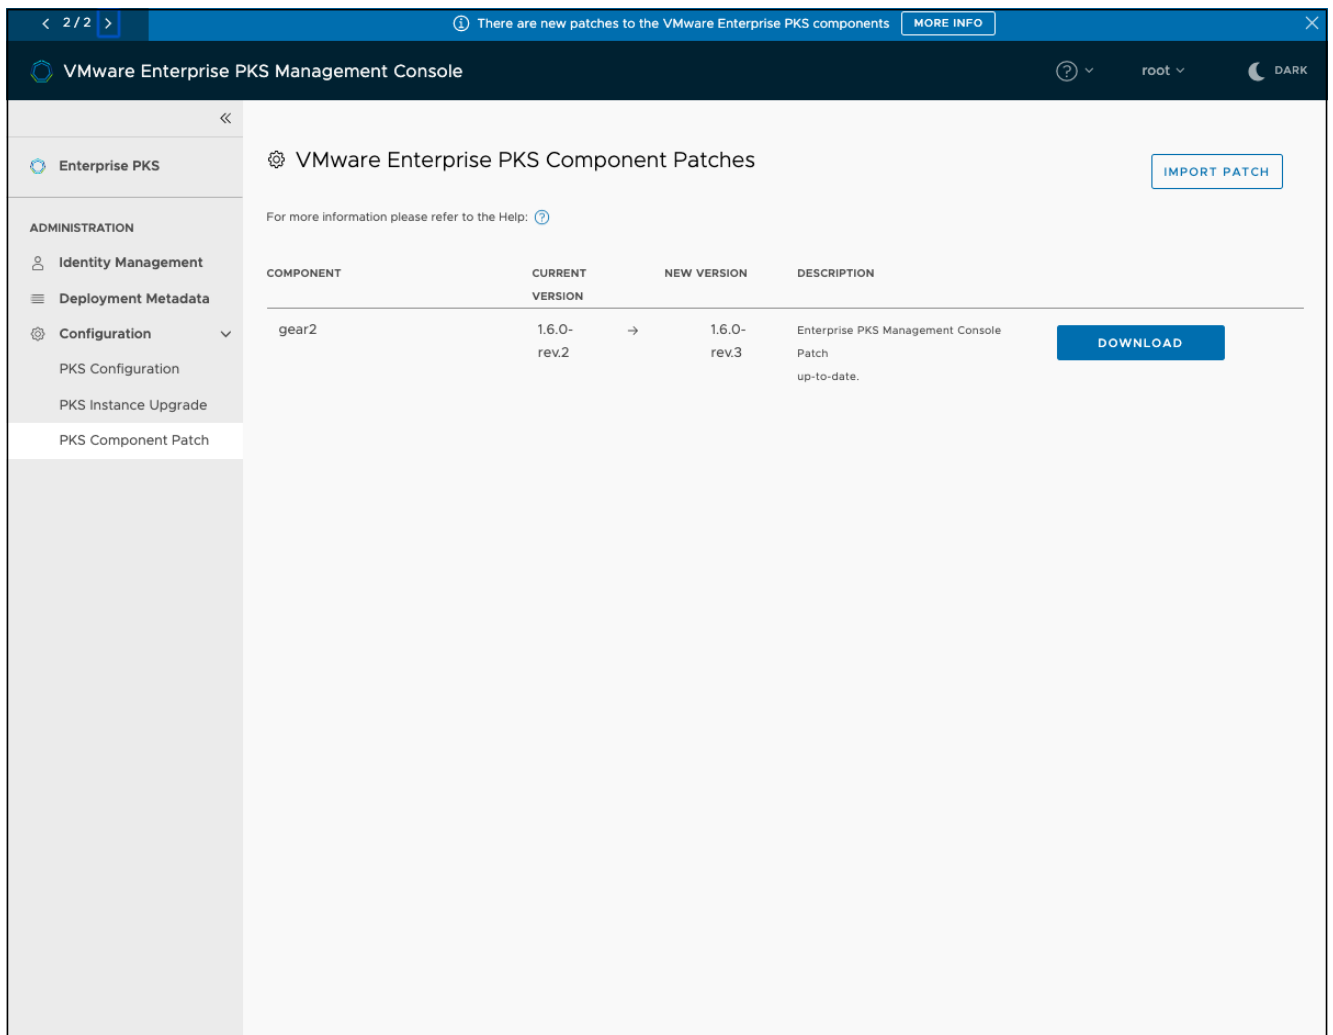 2 / 2
There are new patches to the VMware Enterprise PKS components MORE INFO
VMware Enterprise PKS Management Console
root
DARK
Enterprise PKS
ADMINISTRATION
Identity Management
Deployment Metadata
Configuration
PKS Configuration
PKS Instance Upgrade
PKS Component Patch
VMware Enterprise PKS Component Patches
IMPORT PATCH
For more information please refer to the Help:
COMPONENT
CURRENT
VERSION
NEW VERSION
DESCRIPTION
gear2
1.6.0-
rev.2
1.6.0-
rev.3
Enterprise PKS Management Console
Patch
up-to-date.
DOWNLOAD